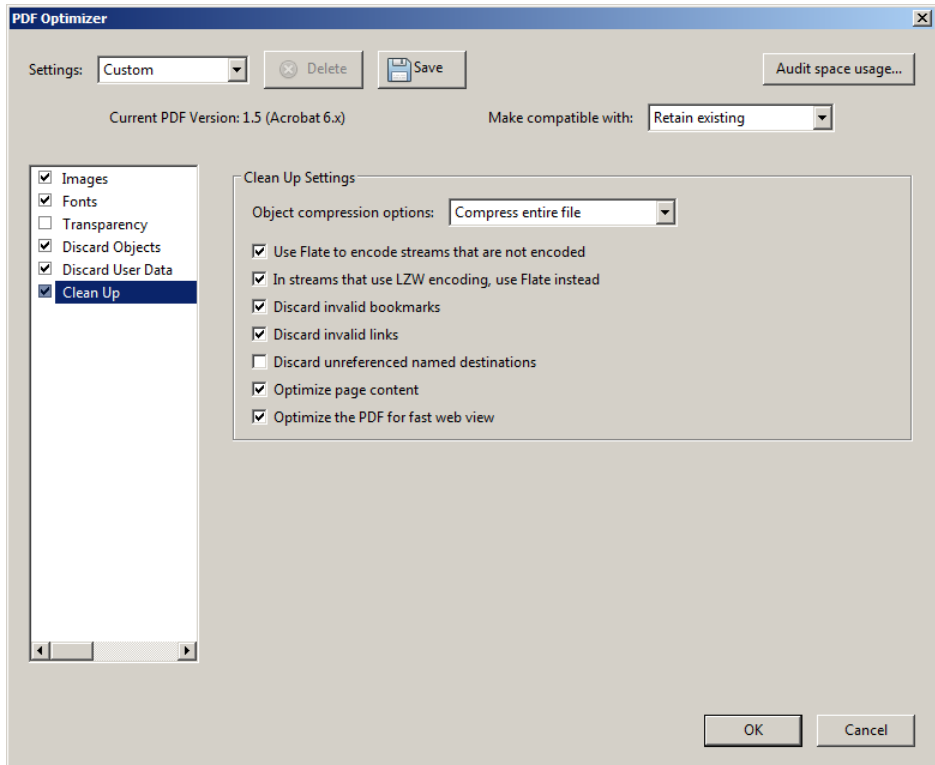 PDF Optimizer
Settings: Custom Delete Save Audit space usage...
Current PDF Version: 1.5 (Acrobat 6.x) Make compatible with: Retain existing
Images
Fonts
Transparency
Discard Objects
Discard User Data
Clean Up
Clean Up Settings
Object compression options: Compress entire file
Use Flate to encode streams that are not encoded
In streams that use LZW encoding, use Flate instead
Discard invalid bookmarks
Discard invalid links
Discard unreferenced named destinations
Optimize page content
Optimize the PDF for fast web view
OK Cancel